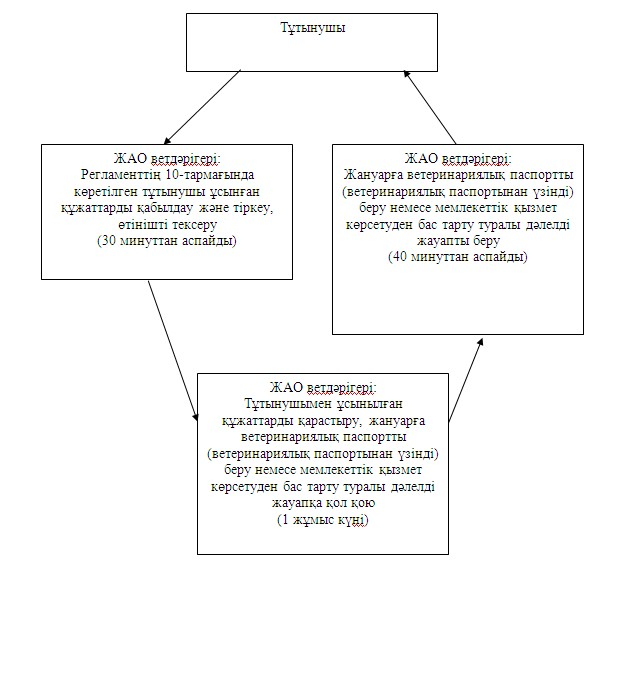 Тұтынушы
ЖАО ветдәрігері:
Регламенттің 10-тармағында
көретілген тұтынушы ұсынған
құжаттарды қабылдау және тіркеу,
өтінішті тексеру
(30 минуттан аспайды)
ЖАО ветдәрігері:
Тұтынушымен ұсынылған
құжаттарды қарастыру, жануарға
ветеринариялық паспортты
(ветеринариялық паспортынан үзінді)
беру немесе мемлекеттік қызмет
көрсетуден бас тарту туралы дәлелді
жауапқа қол қою
(1 жұмыс күні)
ЖАО ветдәрігері:
Жануарға ветеринариялық паспортты
(ветеринариялық паспортынан үзінді)
беру немесе мемлекеттік қызмет
көрсетуден бас тарту туралы дәлелді
жауапты беру
(40 минуттан аспайды)